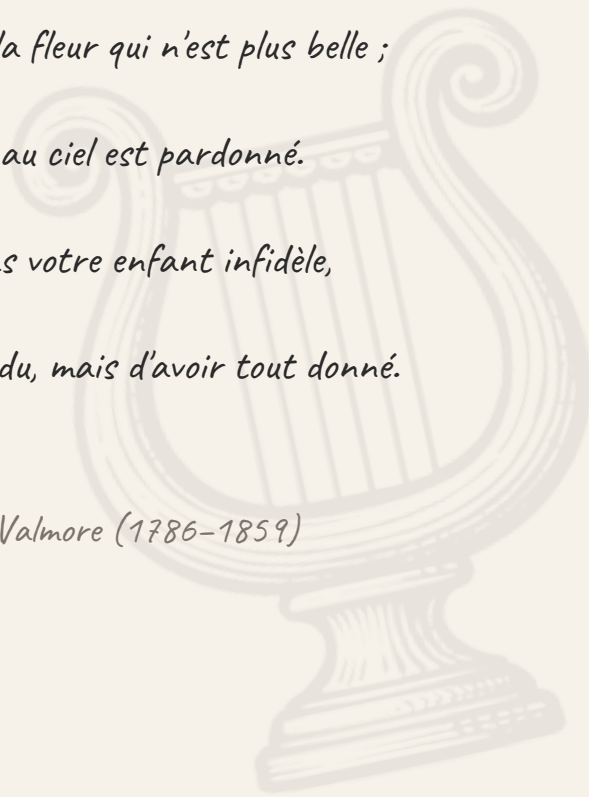 la fleur qui n'est plus belle ;
au ciel est pardonné.
s votre enfant infidèle,
du, mais d'avoir tout donné.
Valmore (1786–1859)